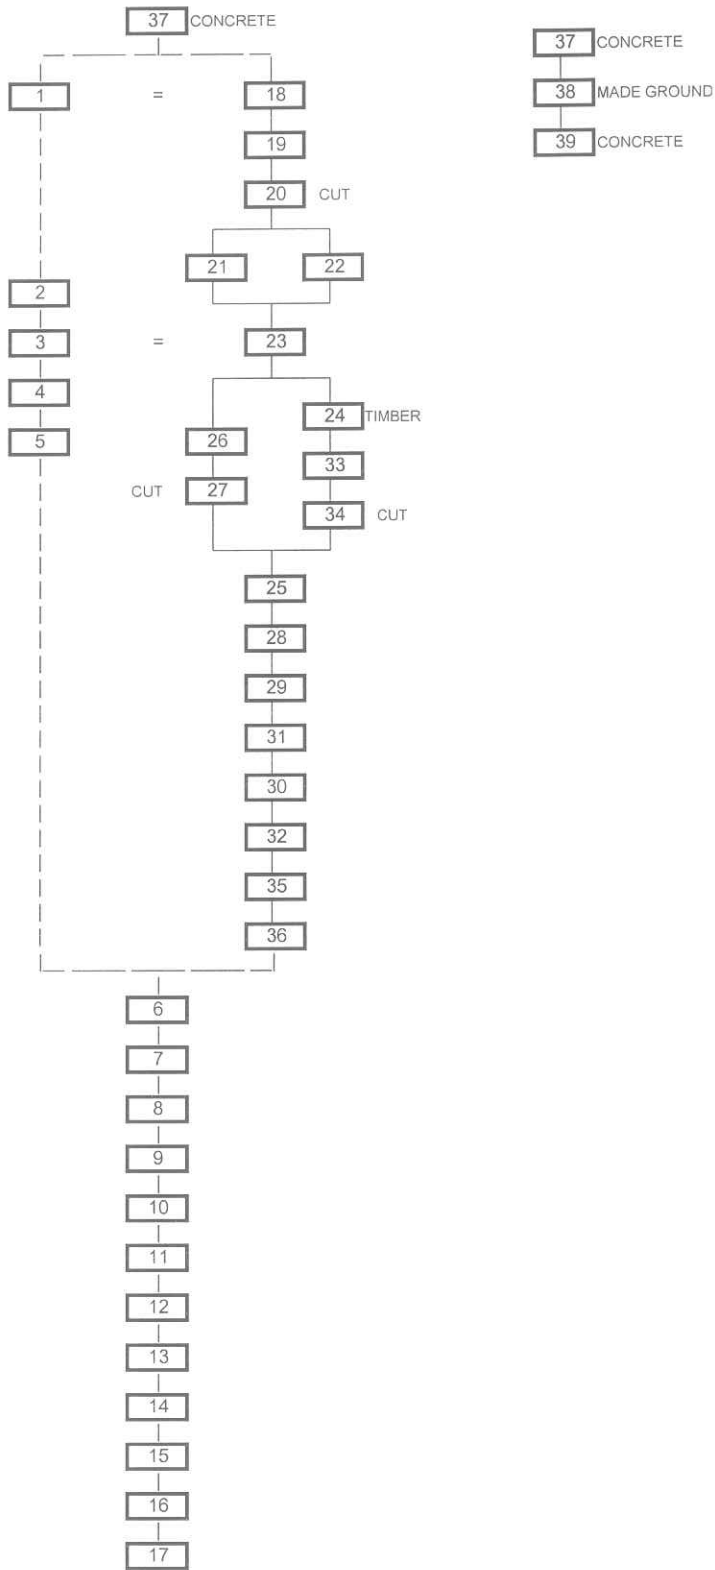 37 CONCRETE
37 CONCRETE
1 = 18
38 MADE GROUND
19
39 CONCRETE
20 CUT
21 22
2
3 = 23
4
24 TIMBER
5 26
33
CUT 27
34 CUT
25
28
29
31
30
32
35
36
6
7
8
9
10
11
12
13
14
15
16
17